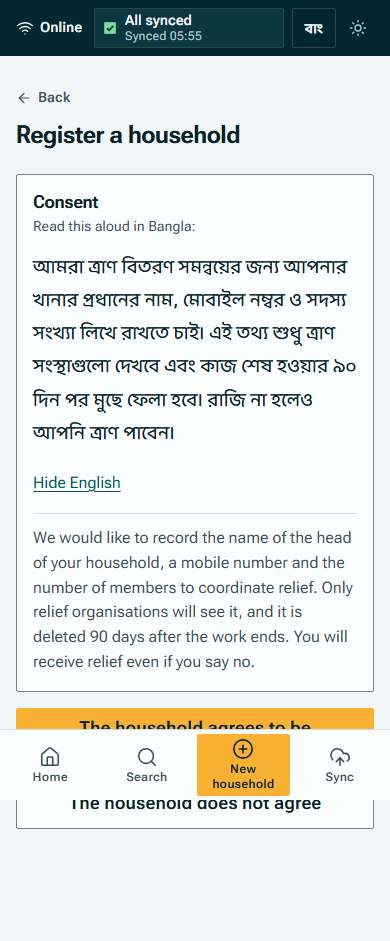 Online
All synced
Synced 05:55
বাং
Back
Register a household
Consent
Read this aloud in Bangla:
আমরা ত্রাণ বিতরণ সমন্বয়ের জন্য আপনার
খানার প্রধানের নাম, মোবাইল নম্বর ও সদস্য
সংখ্যা লিখে রাখতে চাই। এই তথ্য শুধু ত্রাণ
সংস্থাগুলো দেখবে এবং কাজ শেষ হওয়ার ৯০
দিন পর মুছে ফেলা হবে। রাজি না হলেও
আপনি ত্রাণ পাবেন।
Hide English
We would like to record the name of the head
of your household, a mobile number and the
number of members to coordinate relief. Only
relief organisations will see it, and it is
deleted 90 days after the work ends. You will
receive relief even if you say no.
The household agrees to be
Home
Search
New
household
Sync
The household does not agree